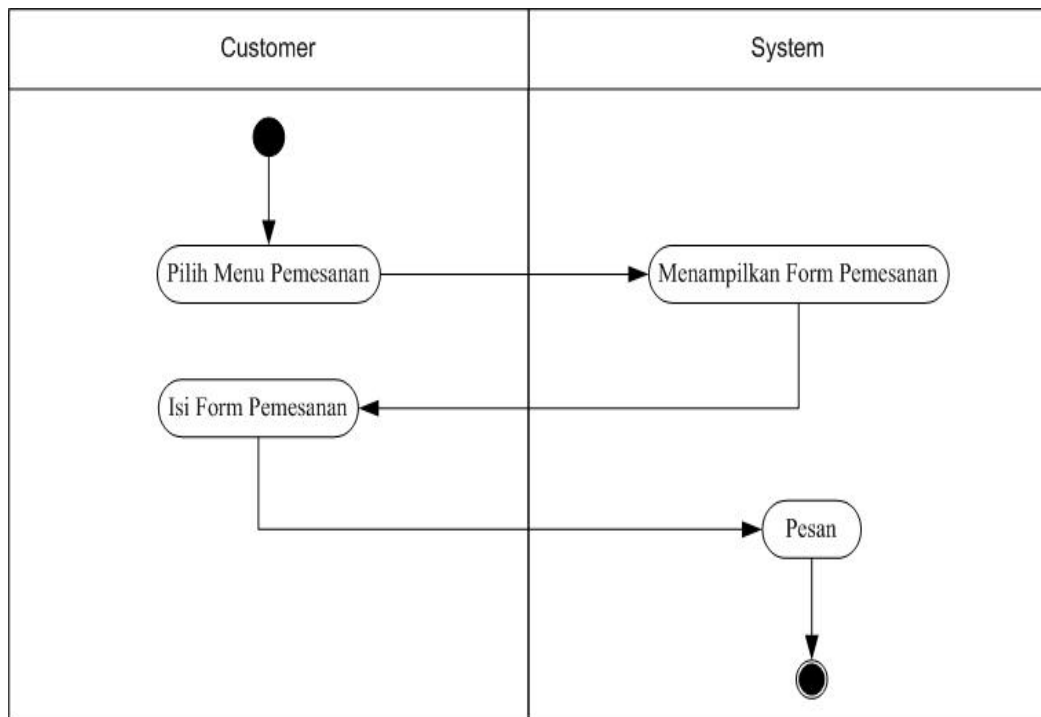 Customer
System
Pilih Menu Pemesanan
Menampilkan Form Pemesanan
Isi Form Pemesanan
Pesan